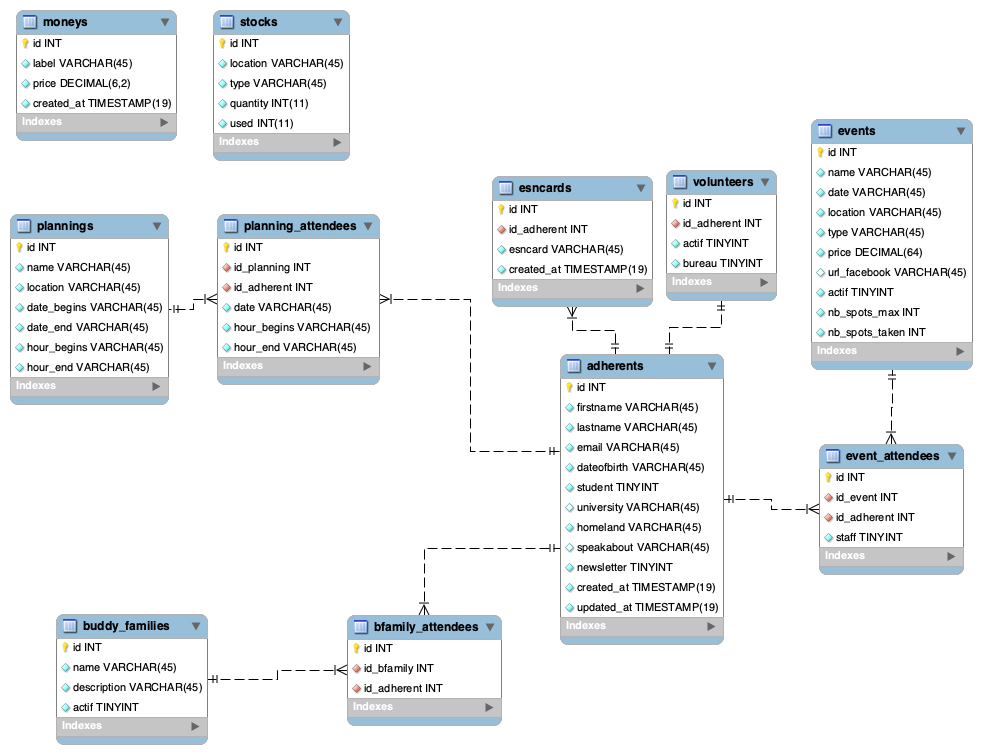 moneys
id INT
label VARCHAR(45)
price DECIMAL(6,2)
created_at TIMESTAMP(19)
Indexes
stocks
id INT
location VARCHAR(45)
type VARCHAR(45)
quantity INT(11)
used INT(11)
Indexes
plannings
id INT
name VARCHAR(45)
location VARCHAR(45)
date_begins VARCHAR(45)
date_end VARCHAR(45)
hour_begins VARCHAR(45)
hour_end VARCHAR(45)
Indexes
planning_attendees
id INT
id_planning INT
id_adherent INT
date VARCHAR(45)
hour_begins VARCHAR(45)
hour_end VARCHAR(45)
Indexes
esncards
id INT
id_adherent INT
esncard VARCHAR(45)
created_at TIMESTAMP(19)
Indexes
volunteers
id INT
id_adherent INT
actif TINYINT
bureau TINYINT
Indexes
events
id INT
name VARCHAR(45)
date VARCHAR(45)
location VARCHAR(45)
type VARCHAR(45)
price DECIMAL(64)
url_facebook VARCHAR(45)
actif TINYINT
nb_spots_max INT
nb_spots_taken INT
Indexes
adherents
id INT
firstname VARCHAR(45)
lastname VARCHAR(45)
email VARCHAR(45)
dateofbirth VARCHAR(45)
student TINYINT
university VARCHAR(45)
homeland VARCHAR(45)
speakabout VARCHAR(45)
newsletter TINYINT
created_at TIMESTAMP(19)
updated_at TIMESTAMP(19)
Indexes
event_attendees
id INT
id_event INT
id_adherent INT
staff TINYINT
Indexes
buddy_families
id INT
name VARCHAR(45)
description VARCHAR(45)
actif TINYINT
Indexes
bfamily_attendees
id INT
id_bfamily INT
id_adherent INT
Indexes